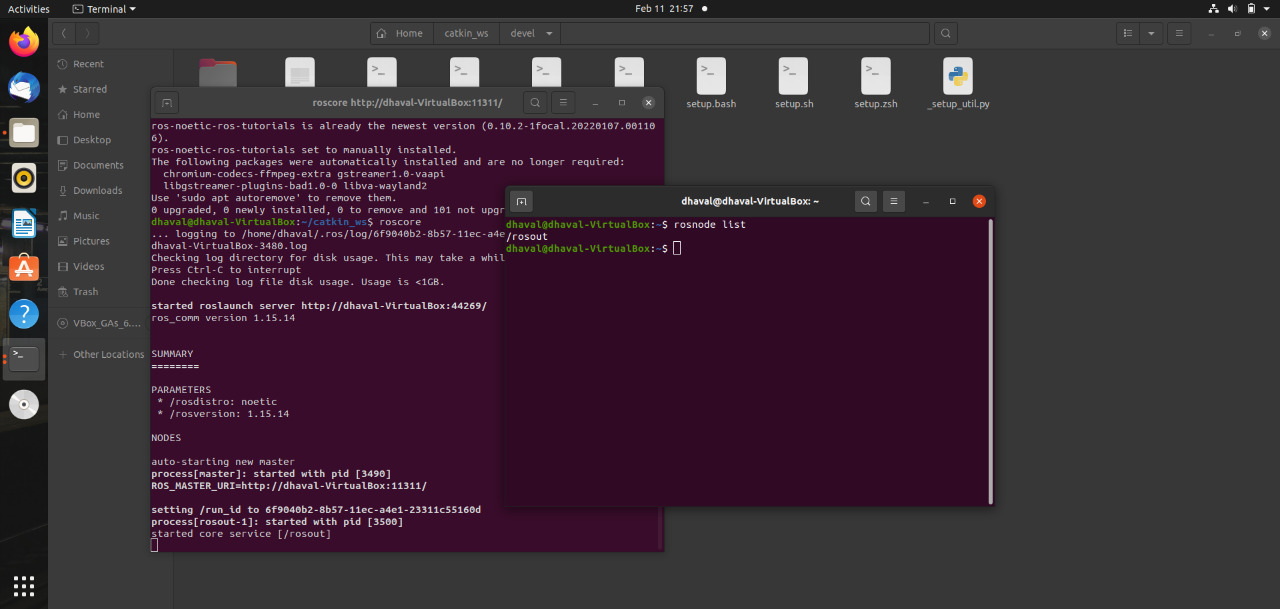 Activities
Terminal
Feb 11 21:57
Home
catkin_ws
devel
Recent
Starred
Home
Desktop
Documents
Downloads
Music
Pictures
Videos
Trash
VBox_GAs_6....
Other Locations
setup.bash
setup.sh
setup.zsh
_setup_util.py
roscore http://dhaval-VirtualBox:11311/
ros-noetic-ros-tutorials is already the newest version (0.10.2-1focal.20220107.00110
6).
ros-noetic-ros-tutorials set to manually installed.
The following packages were automatically installed and are no longer required:
chromium-codecs-ffmpeg-extra gstreamer1.0-vaapi
libgstreamer-plugins-bad1.0-0 libva-wayland2
Use 'sudo apt autoremove' to remove them.
0 upgraded, 0 newly installed, 0 to remove and 101 not upgr
dhaval@dhaval-VirtualBox:~/catkin_ws$ roscore
... logging to /home/dhaval/.ros/log/6f9040b2-8b57-11ec-a4e
dhaval-VirtualBox-3480.log
Checking log directory for disk usage. This may take a whil
Press Ctrl-C to interrupt
Done checking log file disk usage. Usage is <1GB.
started roslaunch server http://dhaval-VirtualBox:44269/
ros_comm version 1.15.14
SUMMARY
========
PARAMETERS
* /rosdistro: noetic
* /rosversion: 1.15.14
NODES
auto-starting new master
process[master]: started with pid [3490]
ROS_MASTER_URI=http://dhaval-VirtualBox:11311/
setting /run_id to 6f9040b2-8b57-11ec-a4e1-23311c55160d
process[rosout-1]: started with pid [3500]
started core service [/rosout]
dhaval@dhaval-VirtualBox: ~
dhaval@dhaval-VirtualBox:~$ rosnode list
/rosout
dhaval@dhaval-VirtualBox:~$